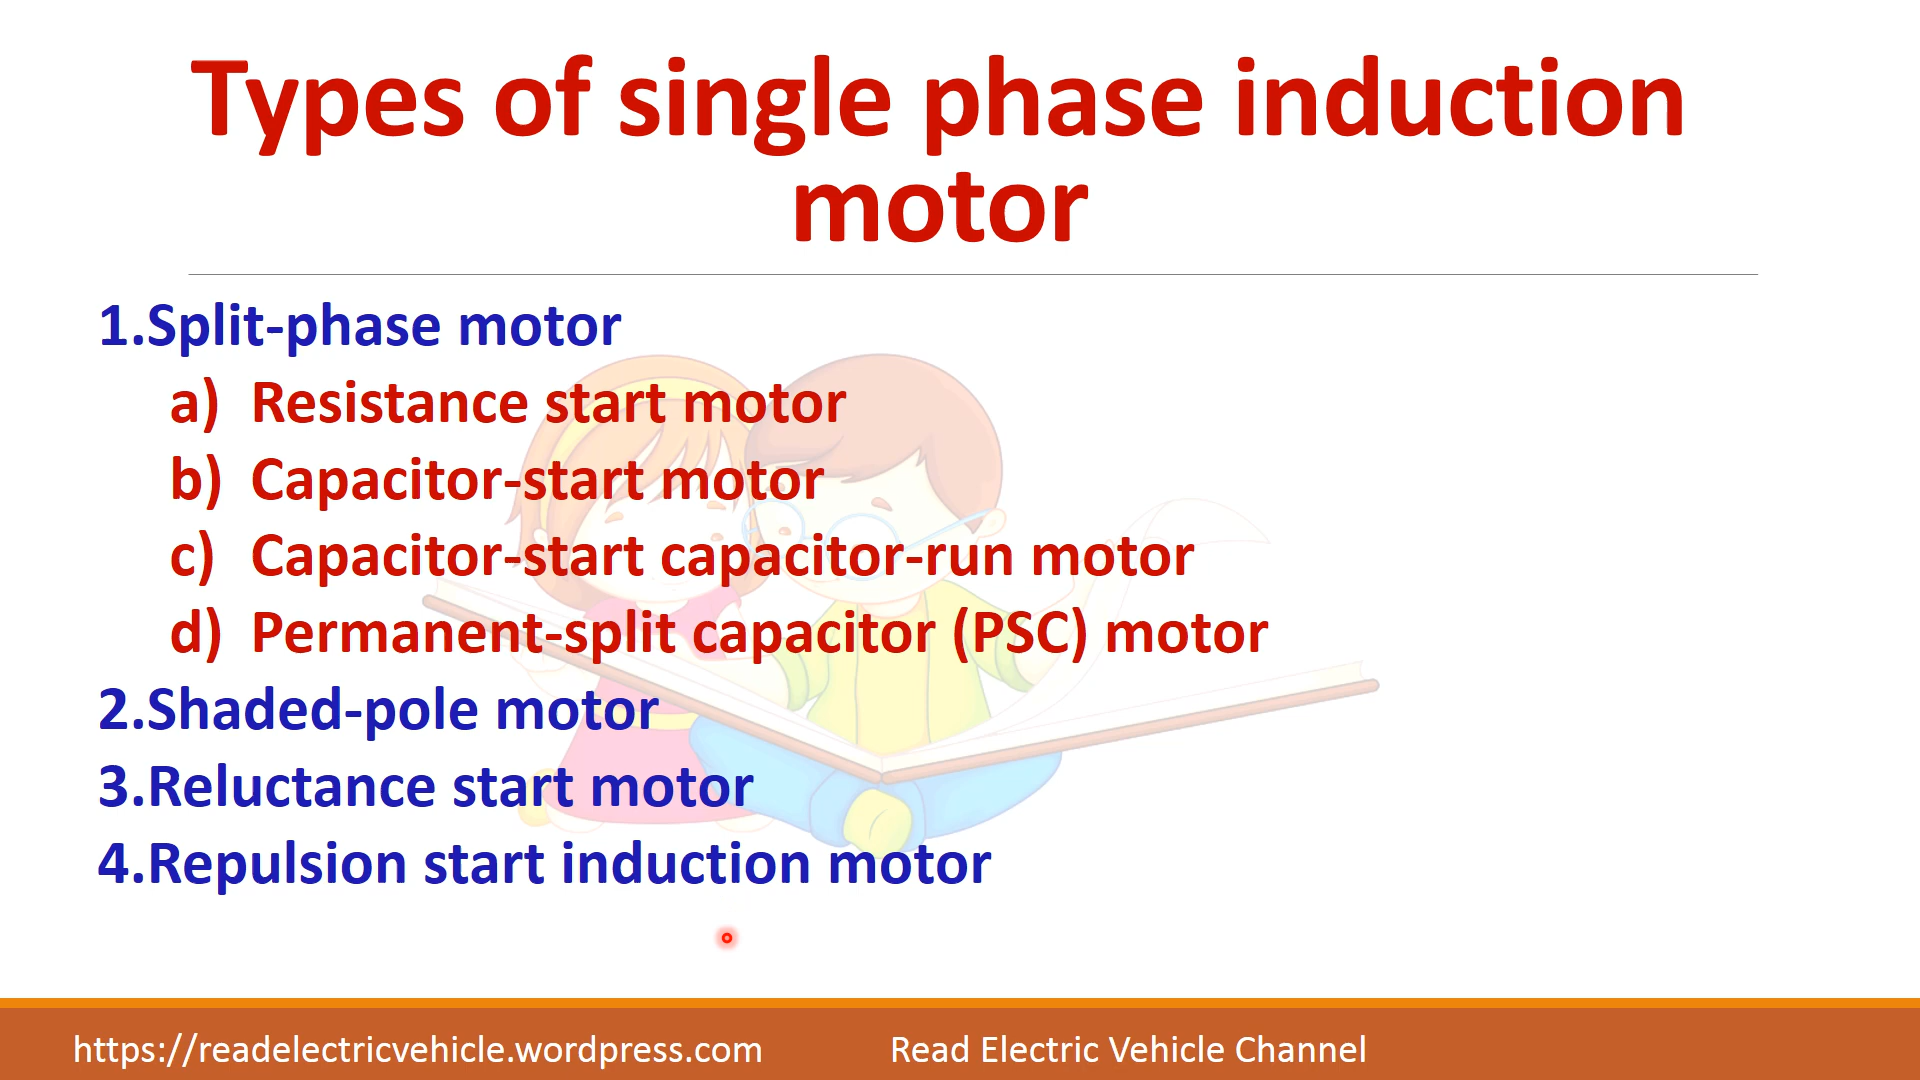 Types of single phase induction
motor
1.Split-phase motor
a) Resistance start motor
b) Capacitor-start motor
c) Capacitor-start capacitor-run motor
d) Permanent-split capacitor (PSC) motor
2.Shaded-pole motor
3.Reluctance start motor
4.Repulsion start induction motor
https://readelectricvehicle.wordpress.com Read Electric Vehicle Channel